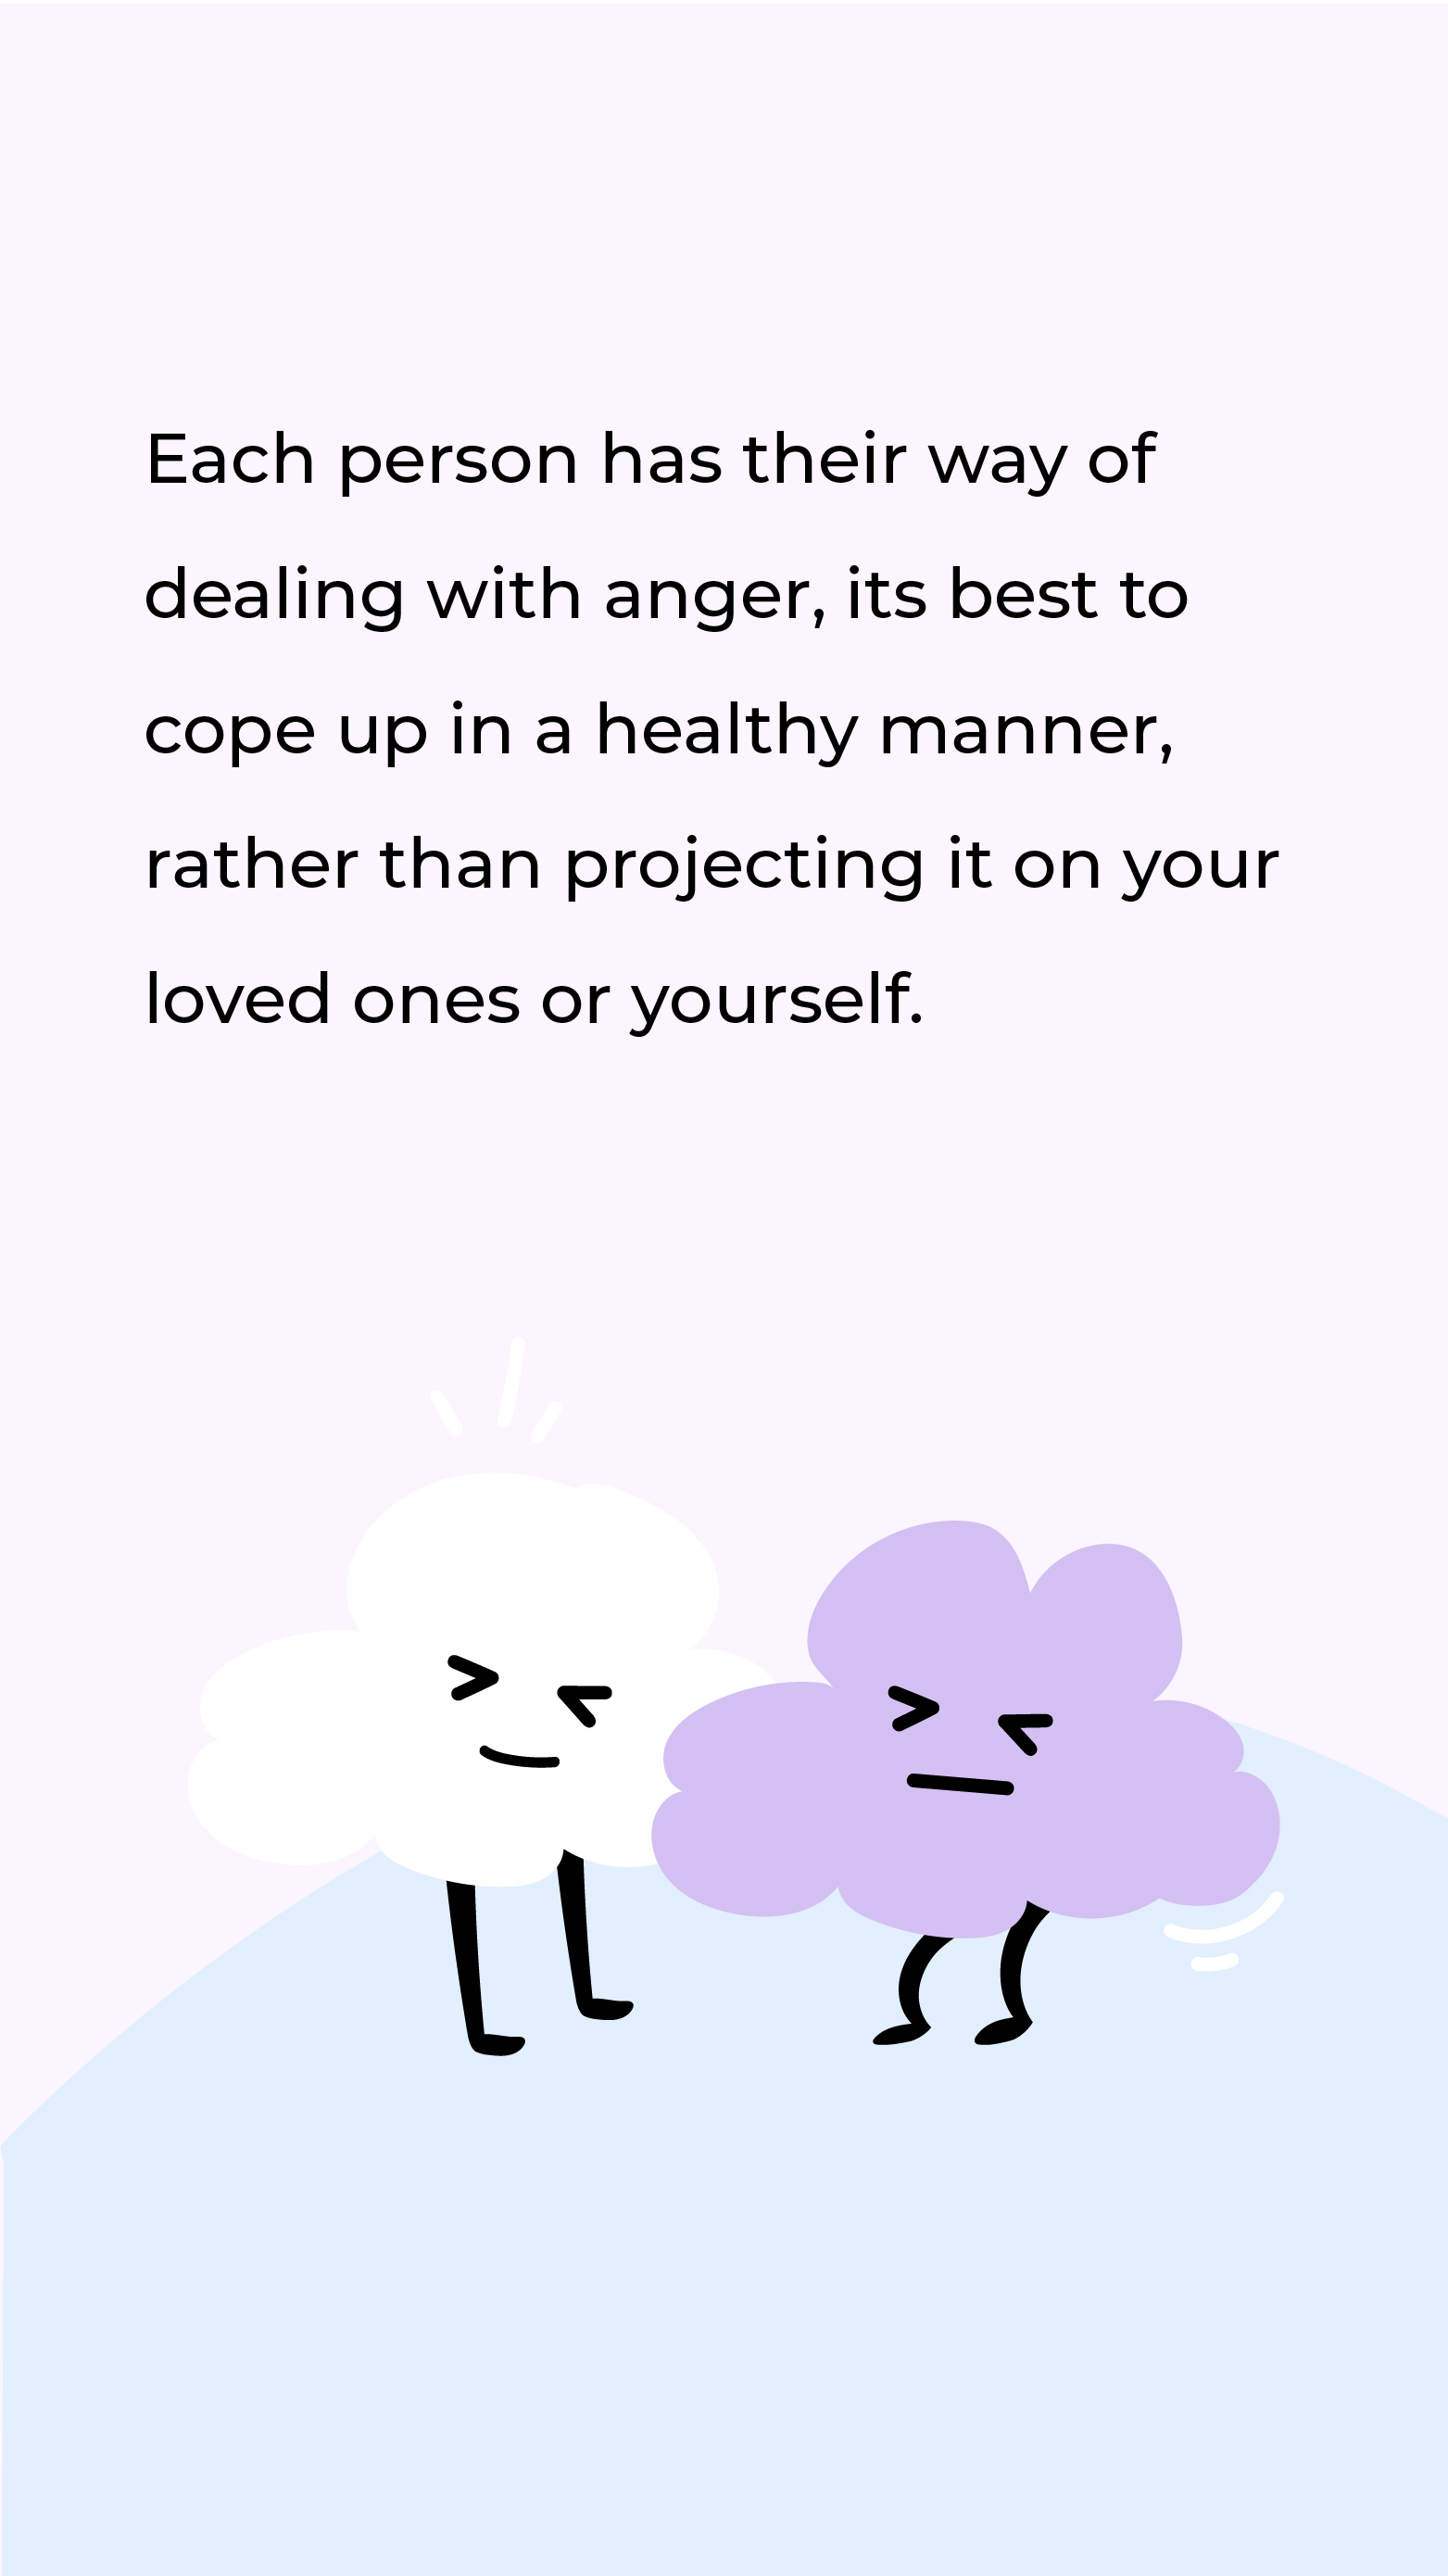 Each person has their way of
dealing with anger, its best to
cope up in a healthy manner,
rather than projecting it on your
loved ones or yourself.